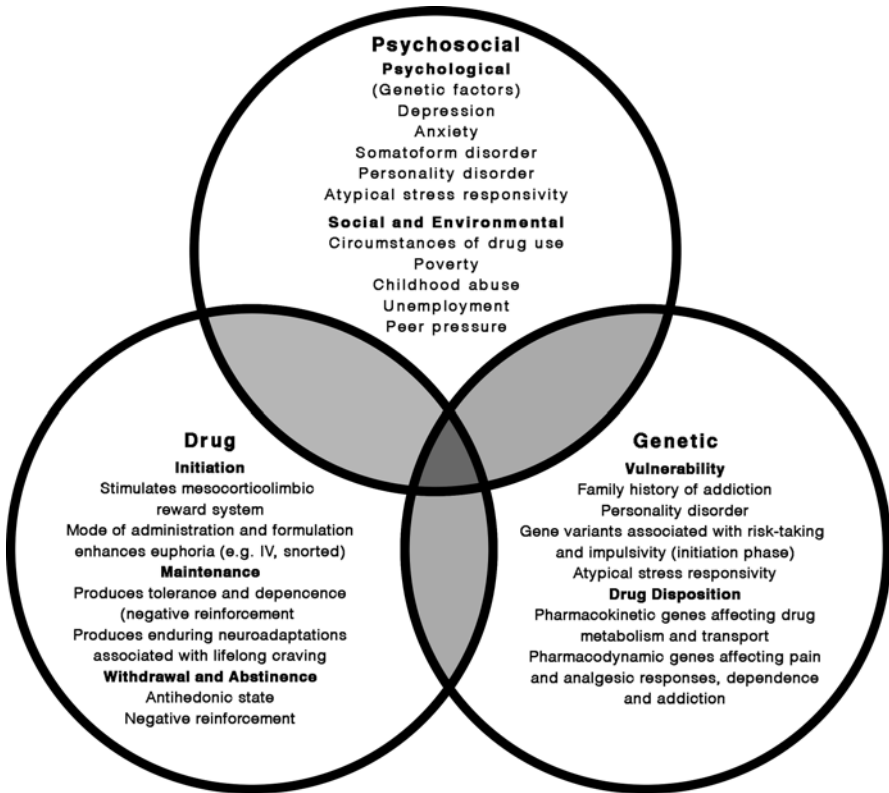 Psychosocial
Psychological
(Genetic factors)
Depression
Anxiety
Somatoform disorder
Personality disorder
Atypical stress responsivity
Social and Environmental
Circumstances of drug use
Poverty
Childhood abuse
Unemployment
Peer pressure
Drug
Initiation
Stimulates mesocorticolimbic
reward system
Mode of administration and formulation
enhances euphoria (e.g. IV, snorted)
Maintenance
Produces tolerance and depencence
(negative reinforcement
Produces enduring neuroadaptations
associated with lifelong craving
Withdrawal and Abstinence
Antihedonic state
Negative reinforcement
Genetic
Vulnerability
Family history of addiction
Personality disorder
Gene variants associated with risk-taking
and impulsivity (initiation phase)
Atypical stress responsivity
Drug Disposition
Pharmacokinetic genes affecting drug
metabolism and transport
Pharmacodynamic genes affecting pain
and analgesic responses, dependence
and addiction